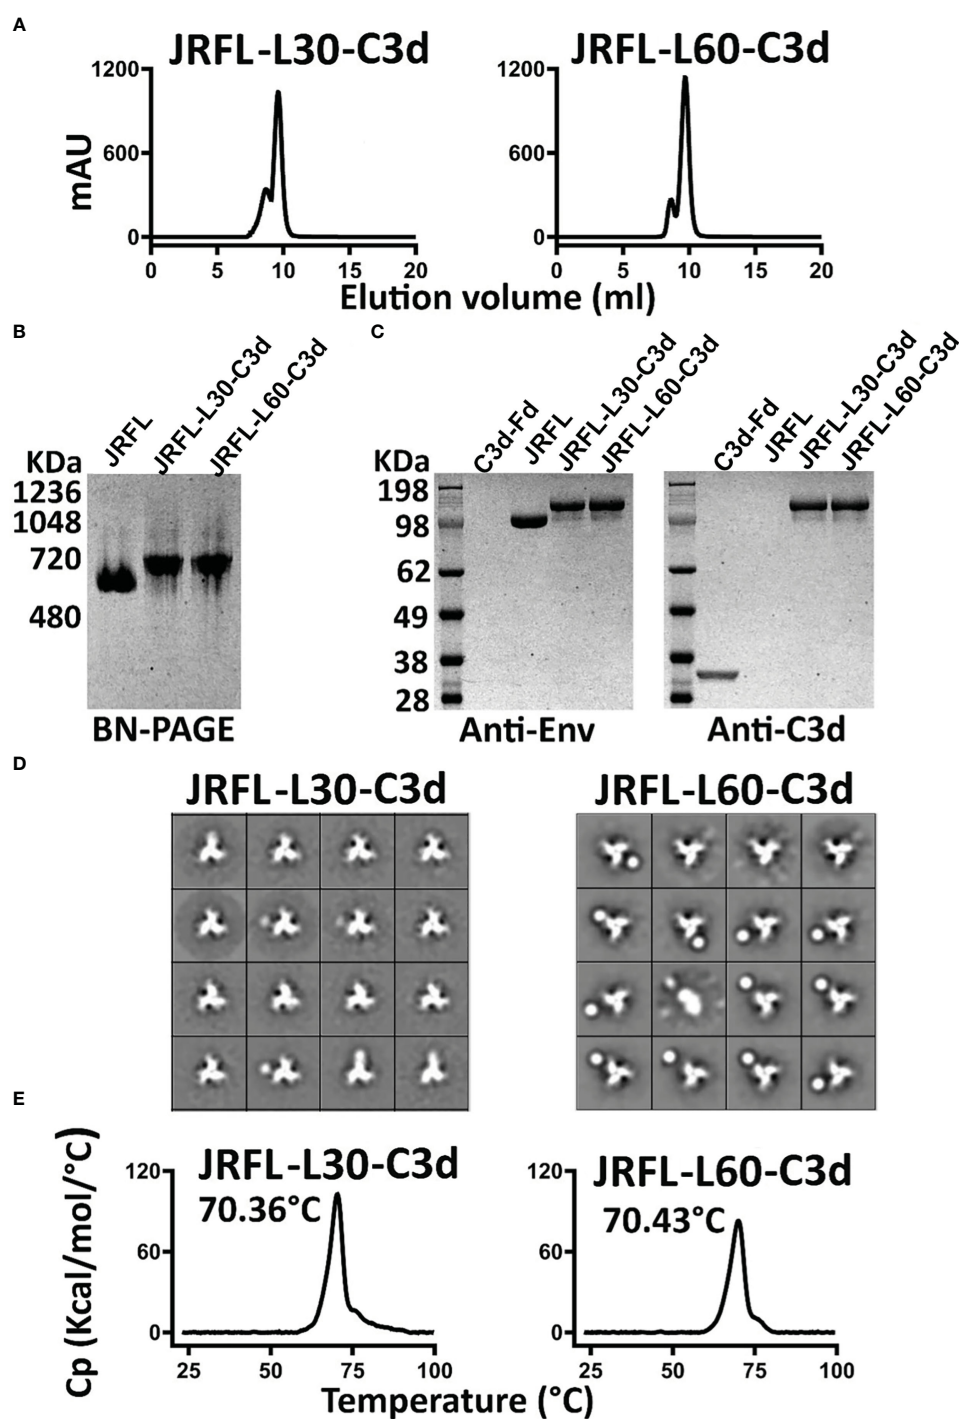 A
JRFL-L30-C3d
JRFL-L60-C3d
mAU
1200
600
0
0 5 10 15 20
1200
600
0
0 5 10 15 20
Elution volume (ml)
B
JRFL
JRFL-L30-C3d
JRFL-L60-C3d
KDa
1236
1048
720
480
BN-PAGE
C
C3d-Fd
JRFL
JRFL-L30-C3d
JRFL-L60-C3d
C3d-Fd
JRFL
JRFL-L30-C3d
JRFL-L60-C3d
KDa
198
98
62
49
38
28
Anti-Env
Anti-C3d
D
JRFL-L30-C3d
JRFL-L60-C3d
E
Cp (Kcal/mol/°C)
JRFL-L30-C3d
70.36°C
120
60
0
25 50 75 100
JRFL-L60-C3d
70.43°C
120
60
0
25 50 75 100
Temperature (°C)